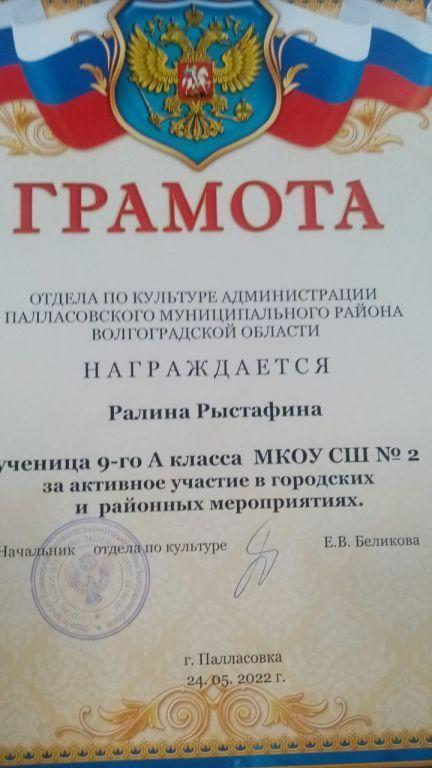 ГРАМОТА
ОТДЕЛА ПО КУЛЬТУРЕ АДМИНИСТРАЦИИ
ПАЛЛАСОВСКОГО МУНИЦИПАЛЬНОГО РАЙОНА
ВОЛГОГРАДСКОЙ ОБЛАСТИ
НАГРАЖДАЕТСЯ
Ралина Рыстафина
ученица 9-го А класса МКОУ СШ № 2
за активное участие в городских
и районных мероприятиях.
Начальник отдела по культуре Е.В. Беликова
г. Палласовка
24. 05. 2022 г.